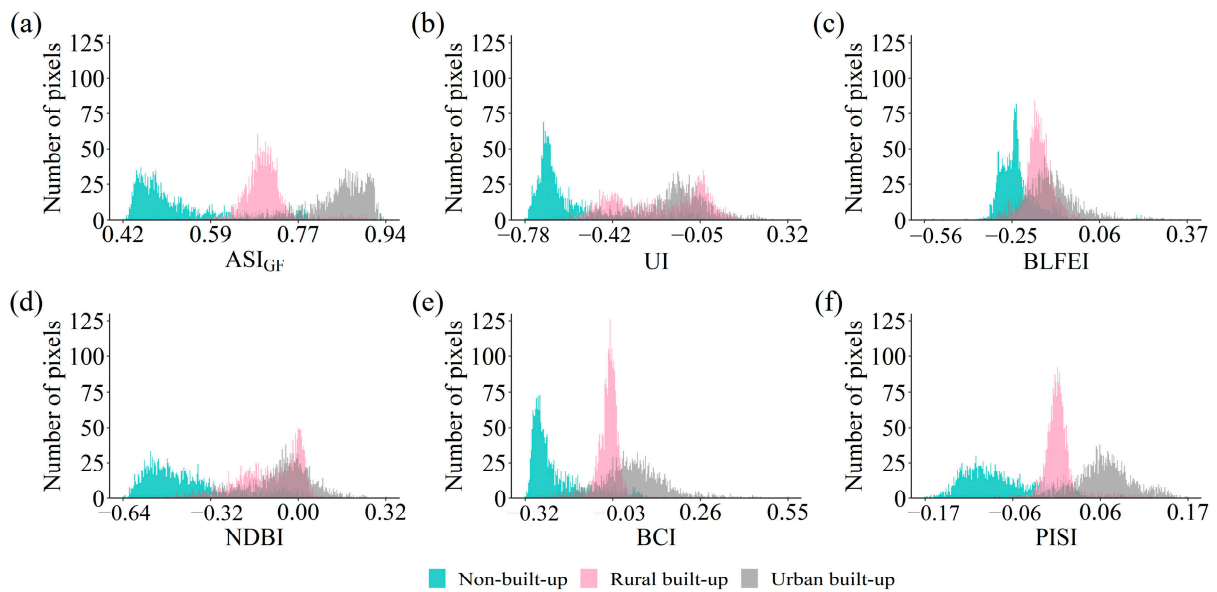 (a)
Number of pixels
125
100
75
50
25
0
0.42 0.59 0.77 0.94
ASI_GF
(b)
Number of pixels
125
100
75
50
25
0
−0.78 −0.42 −0.05 0.32
UI
(c)
Number of pixels
125
100
75
50
25
0
−0.56 −0.25 0.06 0.37
BLFEI
(d)
Number of pixels
125
100
75
50
25
0
−0.64 −0.32 0.00 0.32
NDBI
(e)
Number of pixels
125
100
75
50
25
0
−0.32 −0.03 0.26 0.55
BCI
(f)
Number of pixels
125
100
75
50
25
0
−0.17 −0.06 0.06 0.17
PISI
Non-built-up Rural built-up Urban built-up